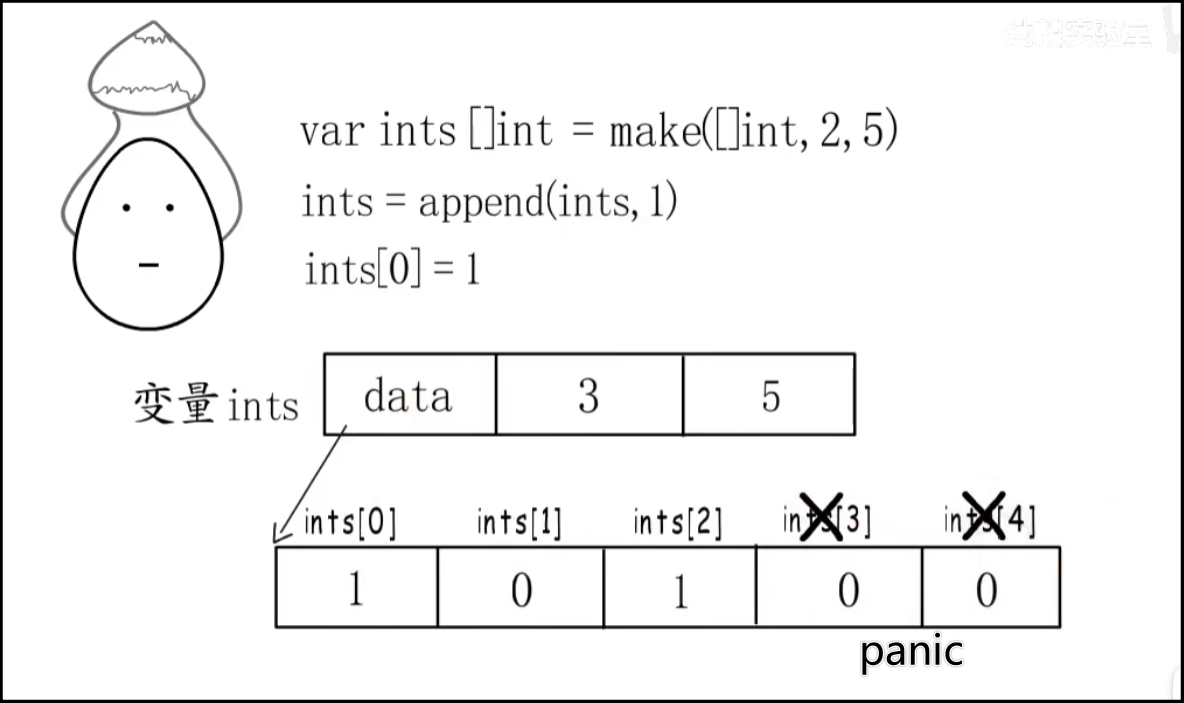 var ints []int = make([]int, 2, 5)
ints = append(ints, 1)
ints[0] = 1
变量ints data 3 5
ints[0] ints[1] ints[2] ints[3] ints[4]
1 0 1 0 0
panic